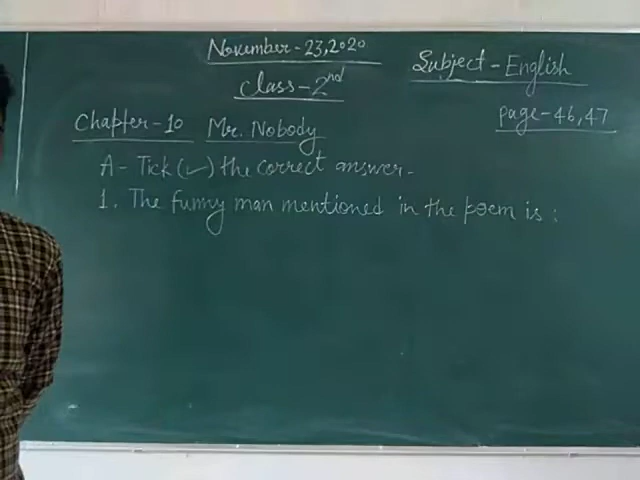 November-23,2020
Subject-English
Class-2nd
page-46,47
Chapter-10 Mr. Nobody
A- Tick (✓) the correct answer-
1. The funny man mentioned in the poem is: